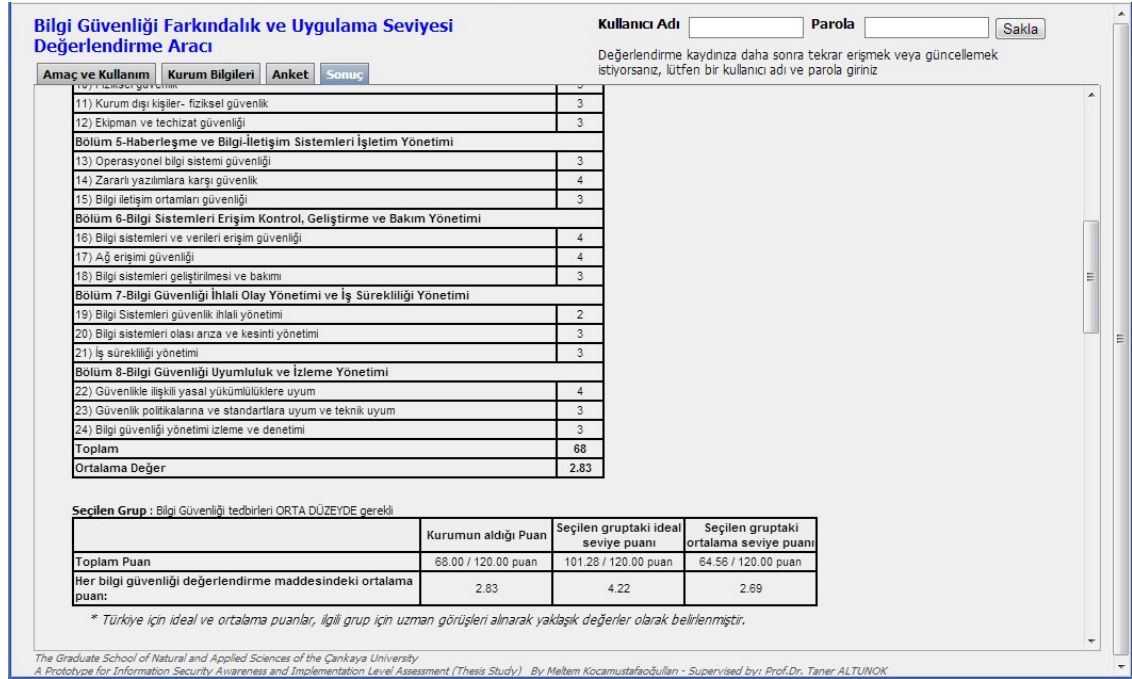 Bilgi Güvenliği Farkındalık ve Uygulama Seviyesi
Değerlendirme Aracı
Kullanıcı Adı Parola Sakla
Değerlendirme kaydınıza daha sonra tekrar erişmek veya güncellemek
istiyorsanız, lütfen bir kullanıcı adı ve parola giriniz
Amaç ve Kullanım Kurum Bilgileri Anket Sonuç
10) Fiziksel güvenlik 3
11) Kurum dışı kişiler- fiziksel güvenlik 3
12) Ekipman ve techizat güvenliği 3
Bölüm 5-Haberleşme ve Bilgi-İletişim Sistemleri İşletim Yönetimi
13) Operasyonel bilgi sistemi güvenliği 3
14) Zararlı yazılımlara karşı güvenlik 4
15) Bilgi iletişim ortamları güvenliği 3
Bölüm 6-Bilgi Sistemleri Erişim Kontrol, Geliştirme ve Bakım Yönetimi
16) Bilgi sistemleri ve verileri erişim güvenliği 4
17) Ağ erişimi güvenliği 4
18) Bilgi sistemleri geliştirilmesi ve bakımı 3
Bölüm 7-Bilgi Güvenliği İhlali Olay Yönetimi ve İş Sürekliliği Yönetimi
19) Bilgi Sistemleri güvenlik ihlali yönetimi 2
20) Bilgi sistemleri olası arıza ve kesinti yönetimi 3
21) İş sürekliliği yönetimi 3
Bölüm 8-Bilgi Güvenliği Uyumluluk ve İzleme Yönetimi
22) Güvenlikle ilişkili yasal yükümlülüklere uyum 4
23) Güvenlik politikalarına ve standartlara uyum ve teknik uyum 3
24) Bilgi güvenliği yönetimi izleme ve denetimi 3
Toplam 68
Ortalama Değer 2.83
Seçilen Grup : Bilgi Güvenliği tedbirleri ORTA DÜZEYDE gerekli
Kurumun aldığı Puan Seçilen gruptaki ideal seviye puanı Seçilen gruptaki ortalama seviye puanı
Toplam Puan 68.00 / 120.00 puan 101.28 / 120.00 puan 64.56 / 120.00 puan
Her bilgi güvenliği değerlendirme maddesindeki ortalama puan: 2.83 4.22 2.69
* Türkiye için ideal ve ortalama puanlar, ilgili grup için uzman görüşleri alınarak yaklaşık değerler olarak belirlenmiştir.
The Graduate School of Natural and Applied Sciences of the Çankaya University
A Prototype for Information Security Awareness and Implementation Level Assessment (Thesis Study) By Meltem Kocamustafaoğulları - Supervised by: Prof.Dr. Taner ALTUNOK